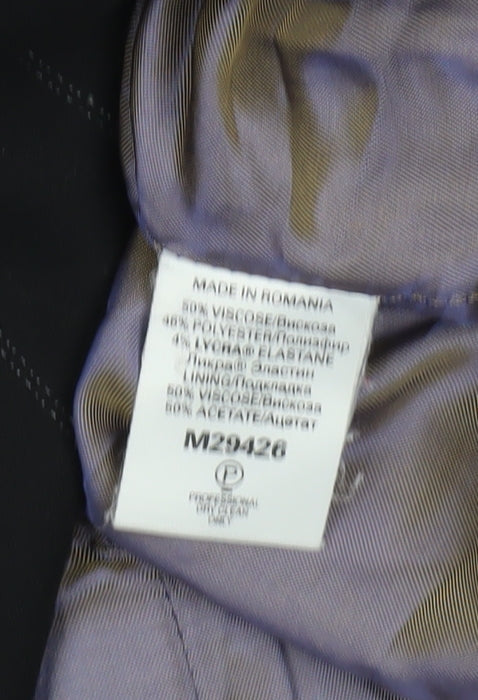 MADE IN ROMANIA
50% VISCOSE/Вискоза
46% POLYESTER/Полиэфир
4% LYCRA® ELASTANE
Ликра® Эластин
LINING/Подкладка
50% VISCOSE/Вискоза
50% ACETATE/Ацетат
M29426
P
PROFESSIONAL
DRY CLEAN
ONLY